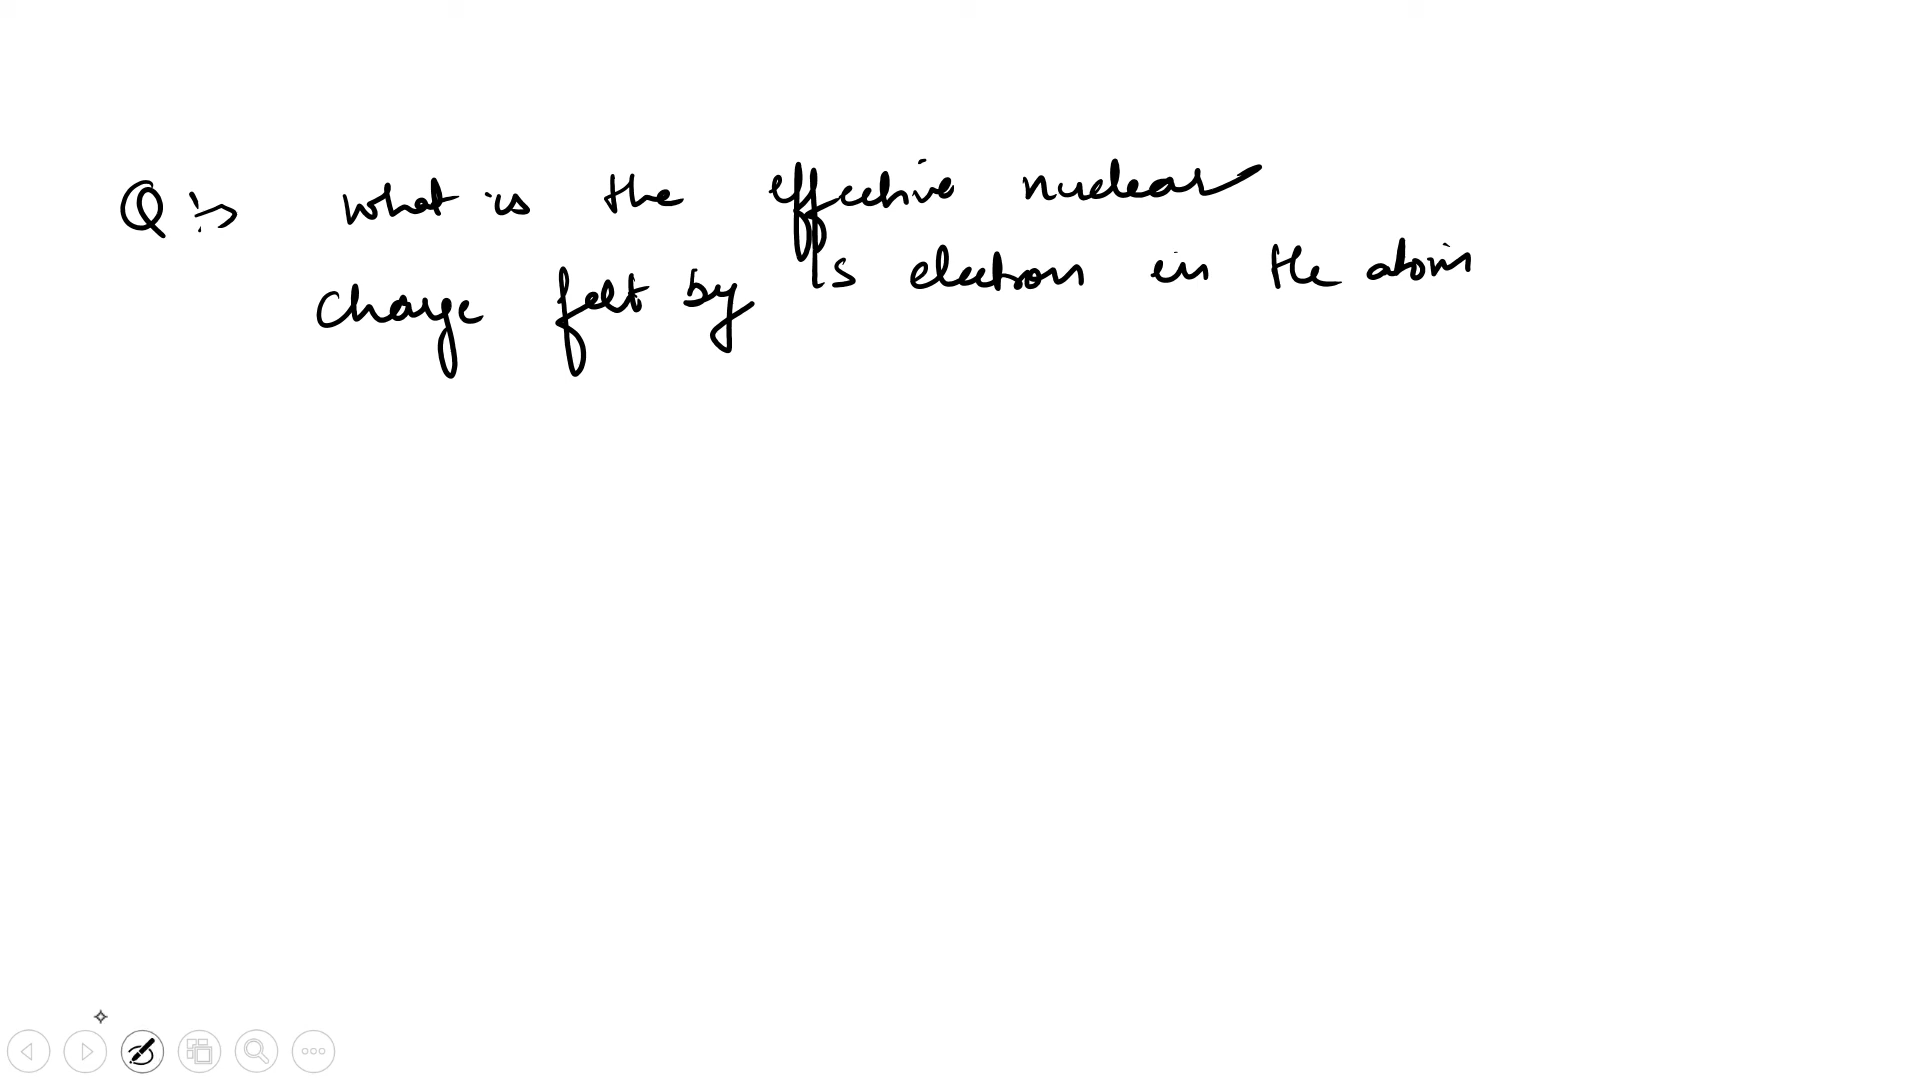 Q:> what is the effective nuclear
charge felt by 1s electron in the atom